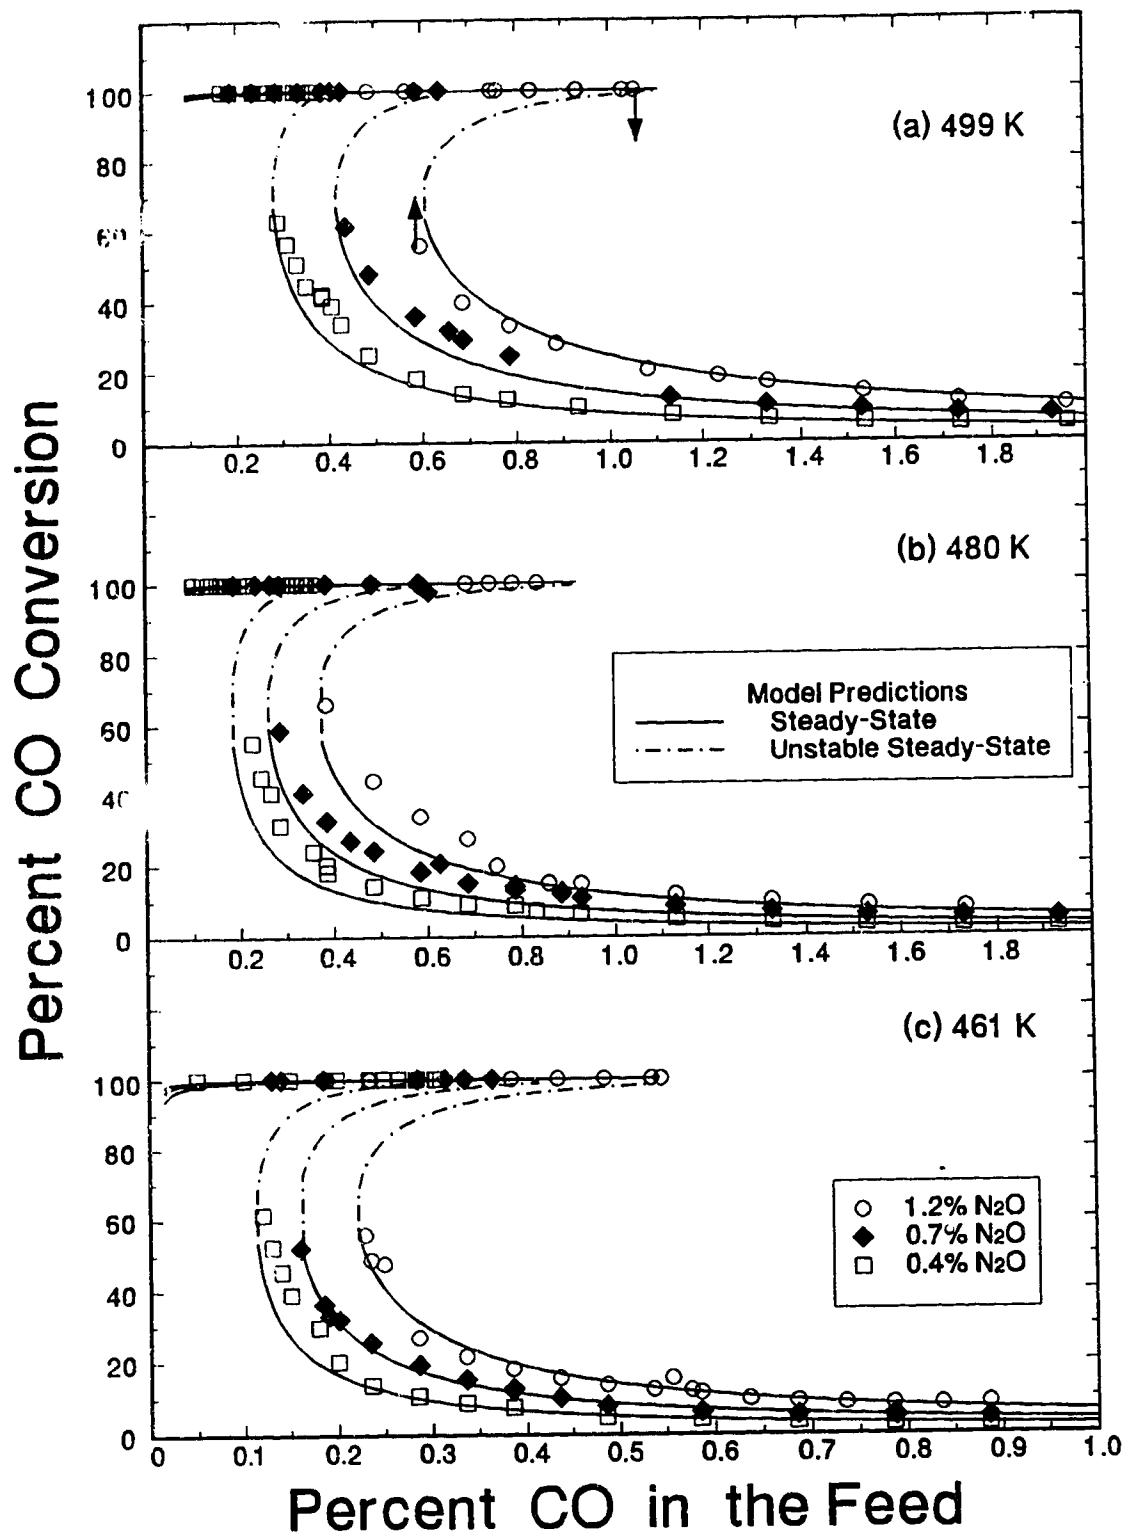 Percent CO Conversion
(a) 499 K
100
80
40
20
0
0.2 0.4 0.6 0.8 1.0 1.2 1.4 1.6 1.8
(b) 480 K
100
80
60
20
0
0.2 0.4 0.6 0.8 1.0 1.2 1.4 1.6 1.8
Model Predictions
Steady-State
Unstable Steady-State
(c) 461 K
100
80
60
40
20
0
0 0.1 0.2 0.3 0.4 0.5 0.6 0.7 0.8 0.9 1.0
1.2% N2O
0.7% N2O
0.4% N2O
Percent CO in the Feed